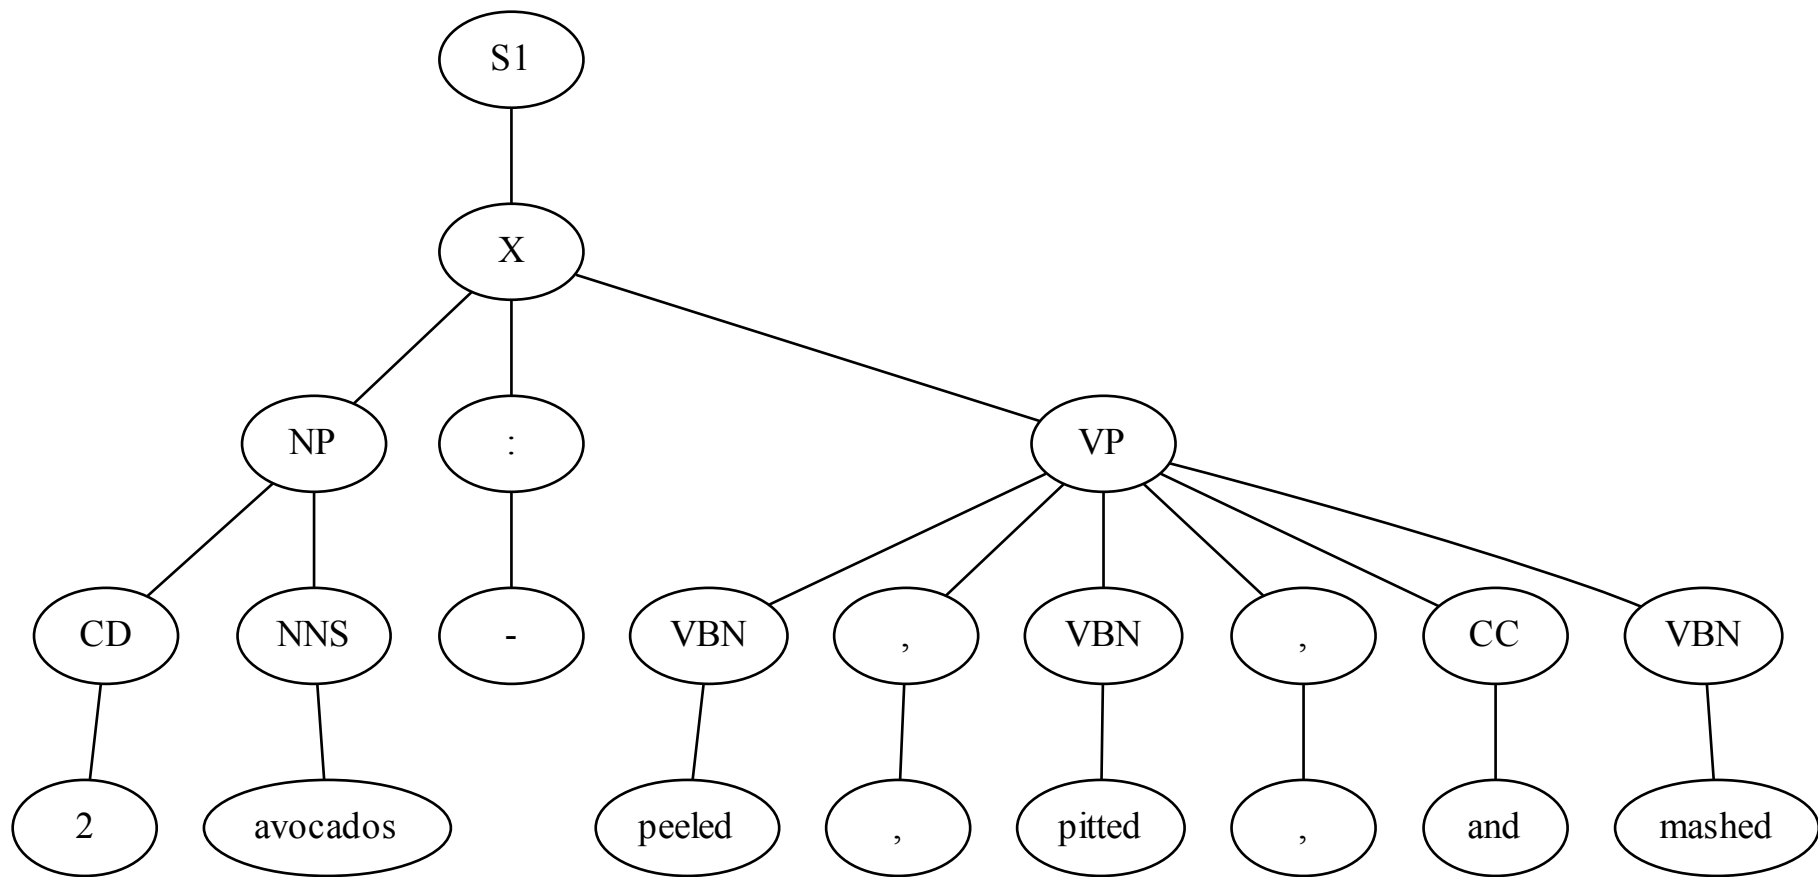 S1
X
NP : VP
CD NNS - VBN , VBN , CC VBN
2 avocados peeled , pitted , and mashed